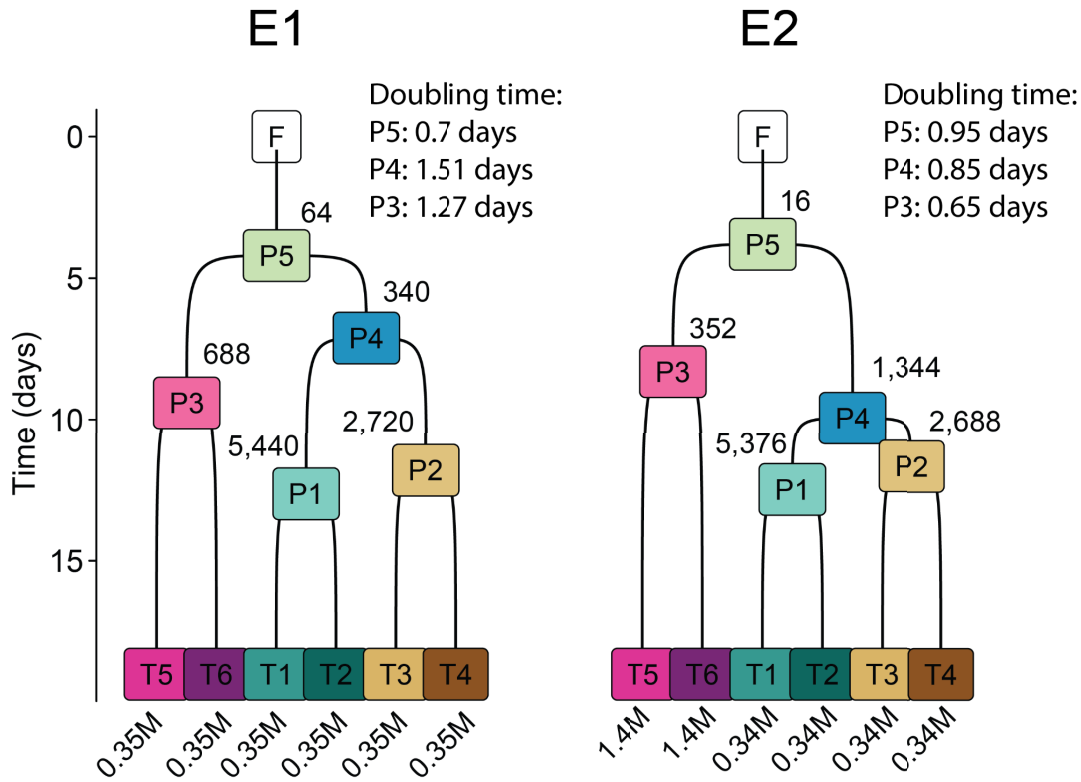 E1
E2
Doubling time:
P5: 0.7 days
P4: 1.51 days
P3: 1.27 days
Doubling time:
P5: 0.95 days
P4: 0.85 days
P3: 0.65 days
Time (days)
0
5
10
15
F
64
P5
340
P4
688
P3
5,440
2,720
P1
P2
T5
T6
T1
T2
T3
T4
0.35M
0.35M
0.35M
0.35M
0.35M
0.35M
F
16
P5
352
P3
1,344
P4
5,376
2,688
P1
P2
T5
T6
T1
T2
T3
T4
1.4M
1.4M
0.34M
0.34M
0.34M
0.34M